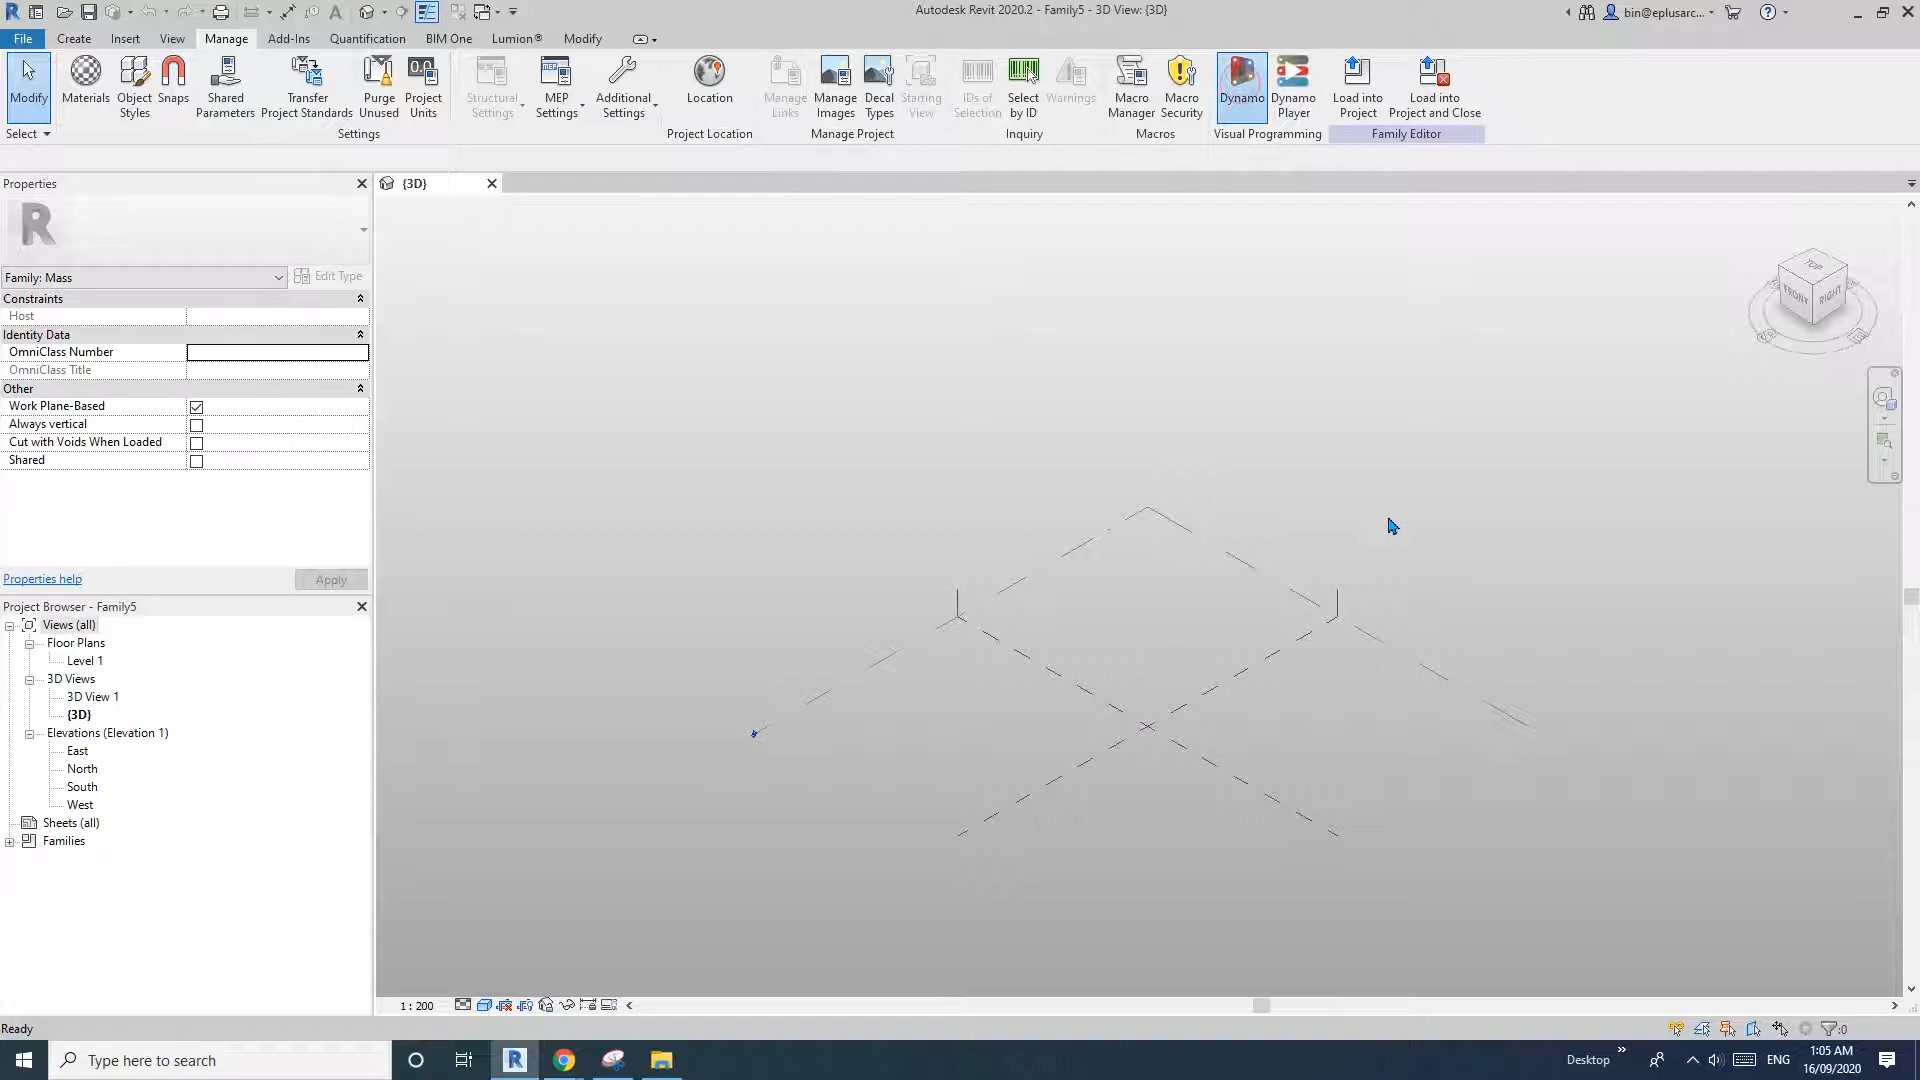 Autodesk Revit 2020.2 - Family5 - 3D View: {3D}
bin@eplusarc...
File Create Insert View Manage Add-Ins Quantification BIM One Lumion® Modify
Modify
Materials
Object Styles
Snaps
Shared Parameters
Transfer Project Standards
Purge Unused
Project Units
Structural Settings
MEP Settings
Additional Settings
Location
Manage Links
Manage Images
Decal Types
Starting View
IDs of Selection
Select by ID
Warnings
Macro Manager
Macro Security
Dynamo
Dynamo Player
Load into Project
Load into Project and Close
Select
Settings
Project Location
Manage Project
Inquiry
Macros
Visual Programming
Family Editor
Properties
{3D}
Family: Mass
Edit Type
Constraints
Host
Identity Data
OmniClass Number
OmniClass Title
Other
Work Plane-Based
Always vertical
Cut with Voids When Loaded
Shared
Properties help
Apply
Project Browser - Family5
Views (all)
Floor Plans
Level 1
3D Views
3D View 1
{3D}
Elevations (Elevation 1)
East
North
South
West
Sheets (all)
Families
TOP
FRONT
RIGHT
1 : 200
Ready
:0
Type here to search
Desktop
ENG
1:05 AM
16/09/2020